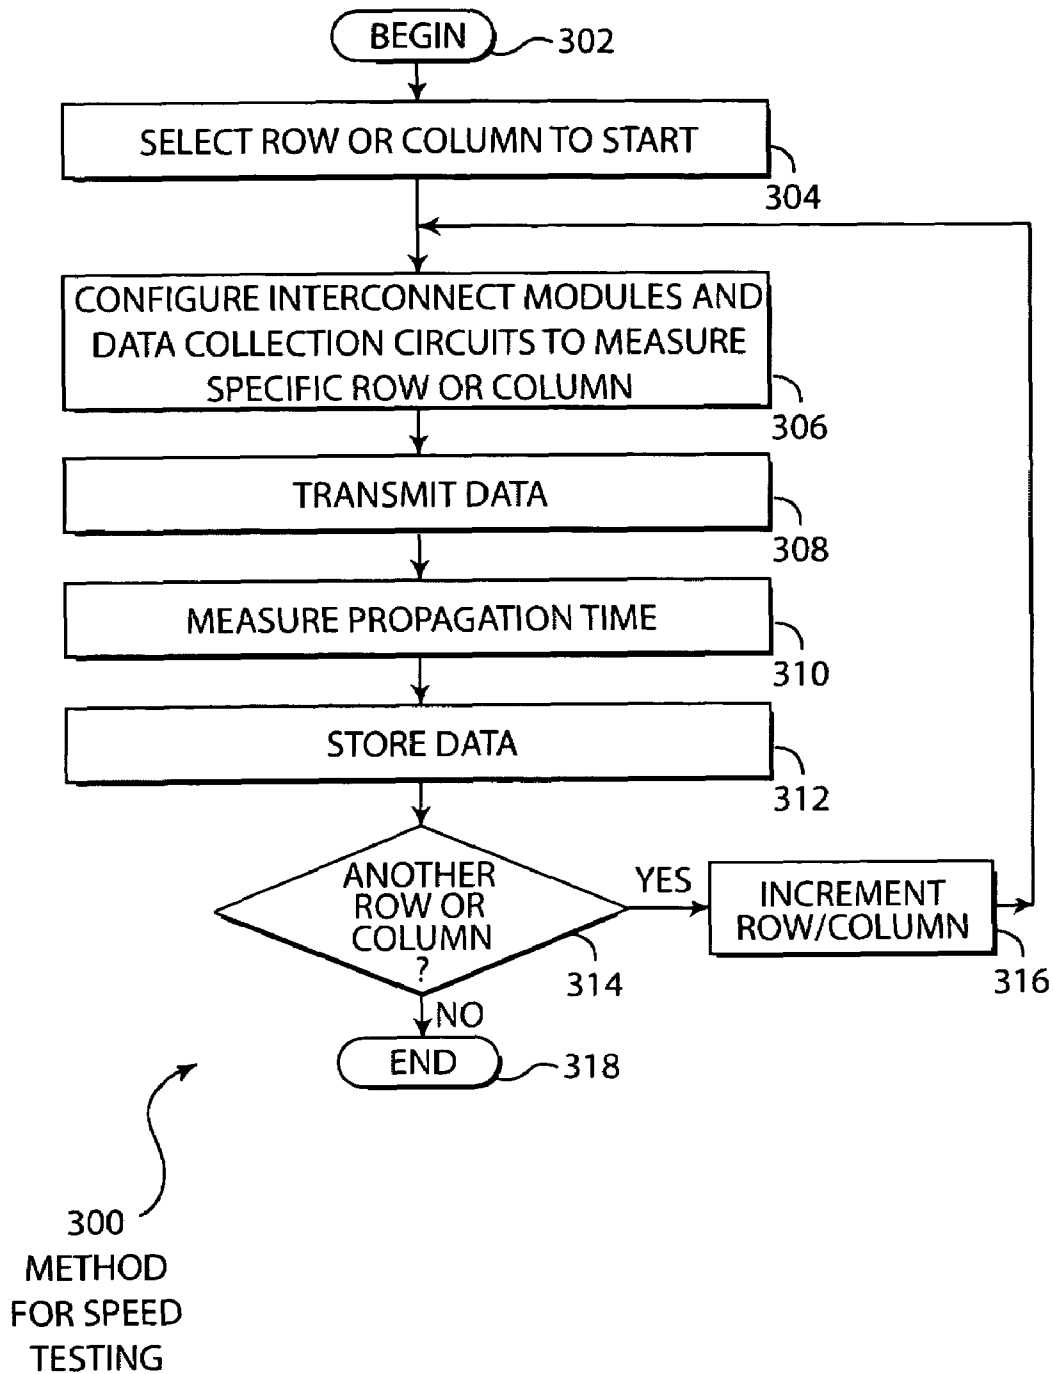 BEGIN
302
SELECT ROW OR COLUMN TO START
304
CONFIGURE INTERCONNECT MODULES AND
DATA COLLECTION CIRCUITS TO MEASURE
SPECIFIC ROW OR COLUMN
306
TRANSMIT DATA
308
MEASURE PROPAGATION TIME
310
STORE DATA
312
ANOTHER
ROW OR
COLUMN
?
314
YES
INCREMENT
ROW/COLUMN
316
NO
END
318
300
METHOD
FOR SPEED
TESTING